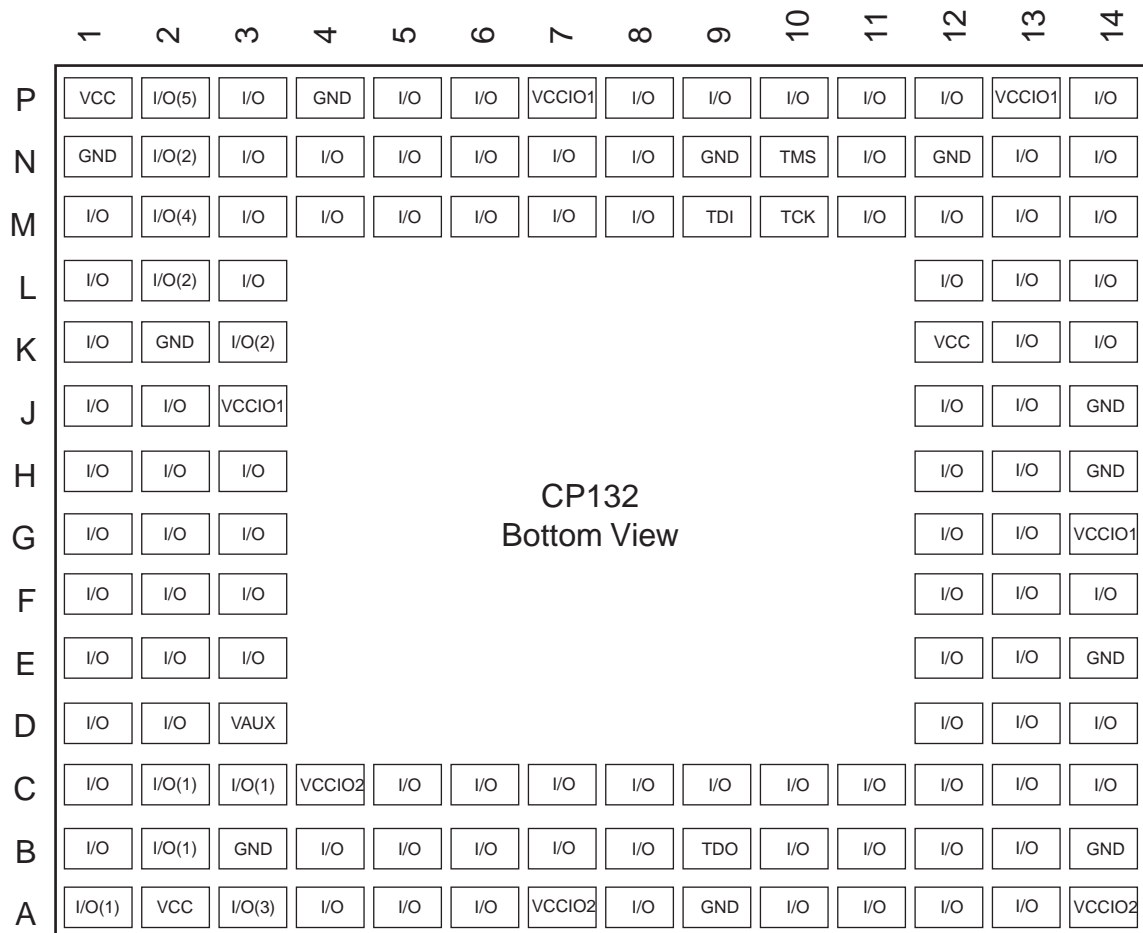 1 2 3 4 5 6 7 8 9 10 11 12 13 14
P VCC I/O(5) I/O GND I/O I/O VCCIO1 I/O I/O I/O I/O I/O VCCIO1 I/O
N GND I/O(2) I/O I/O I/O I/O I/O I/O GND TMS I/O GND I/O I/O
M I/O I/O(4) I/O I/O I/O I/O I/O I/O TDI TCK I/O I/O I/O I/O
L I/O I/O(2) I/O I/O I/O I/O
K I/O GND I/O(2) VCC I/O I/O
J I/O I/O VCCIO1 I/O I/O GND
H I/O I/O I/O I/O I/O GND
CP132
G I/O I/O I/O Bottom View I/O I/O VCCIO1
F I/O I/O I/O I/O I/O I/O
E I/O I/O I/O I/O I/O GND
D I/O I/O VAUX I/O I/O I/O
C I/O I/O(1) I/O(1) VCCIO2 I/O I/O I/O I/O I/O I/O I/O I/O I/O I/O
B I/O I/O(1) GND I/O I/O I/O I/O I/O TDO I/O I/O I/O I/O GND
A I/O(1) VCC I/O(3) I/O I/O I/O VCCIO2 I/O GND I/O I/O I/O I/O VCCIO2